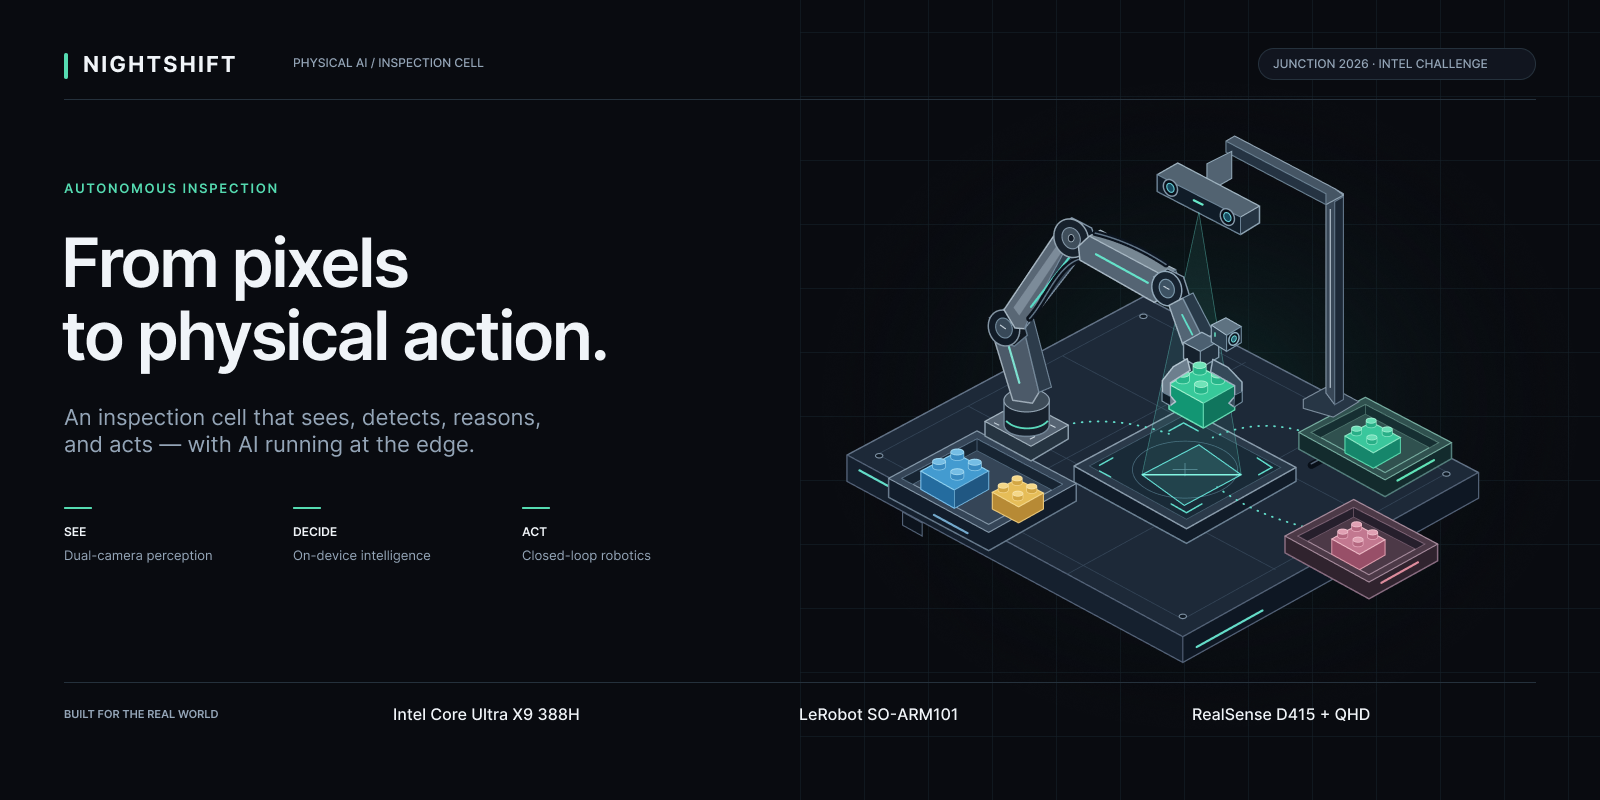 NIGHTSHIFT
PHYSICAL AI / INSPECTION CELL
JUNCTION 2026 · INTEL CHALLENGE
AUTONOMOUS INSPECTION
From pixels
to physical action.
An inspection cell that sees, detects, reasons,
and acts — with AI running at the edge.
SEE
Dual-camera perception
DECIDE
On-device intelligence
ACT
Closed-loop robotics
BUILT FOR THE REAL WORLD
Intel Core Ultra X9 388H
LeRobot SO-ARM101
RealSense D415 + QHD